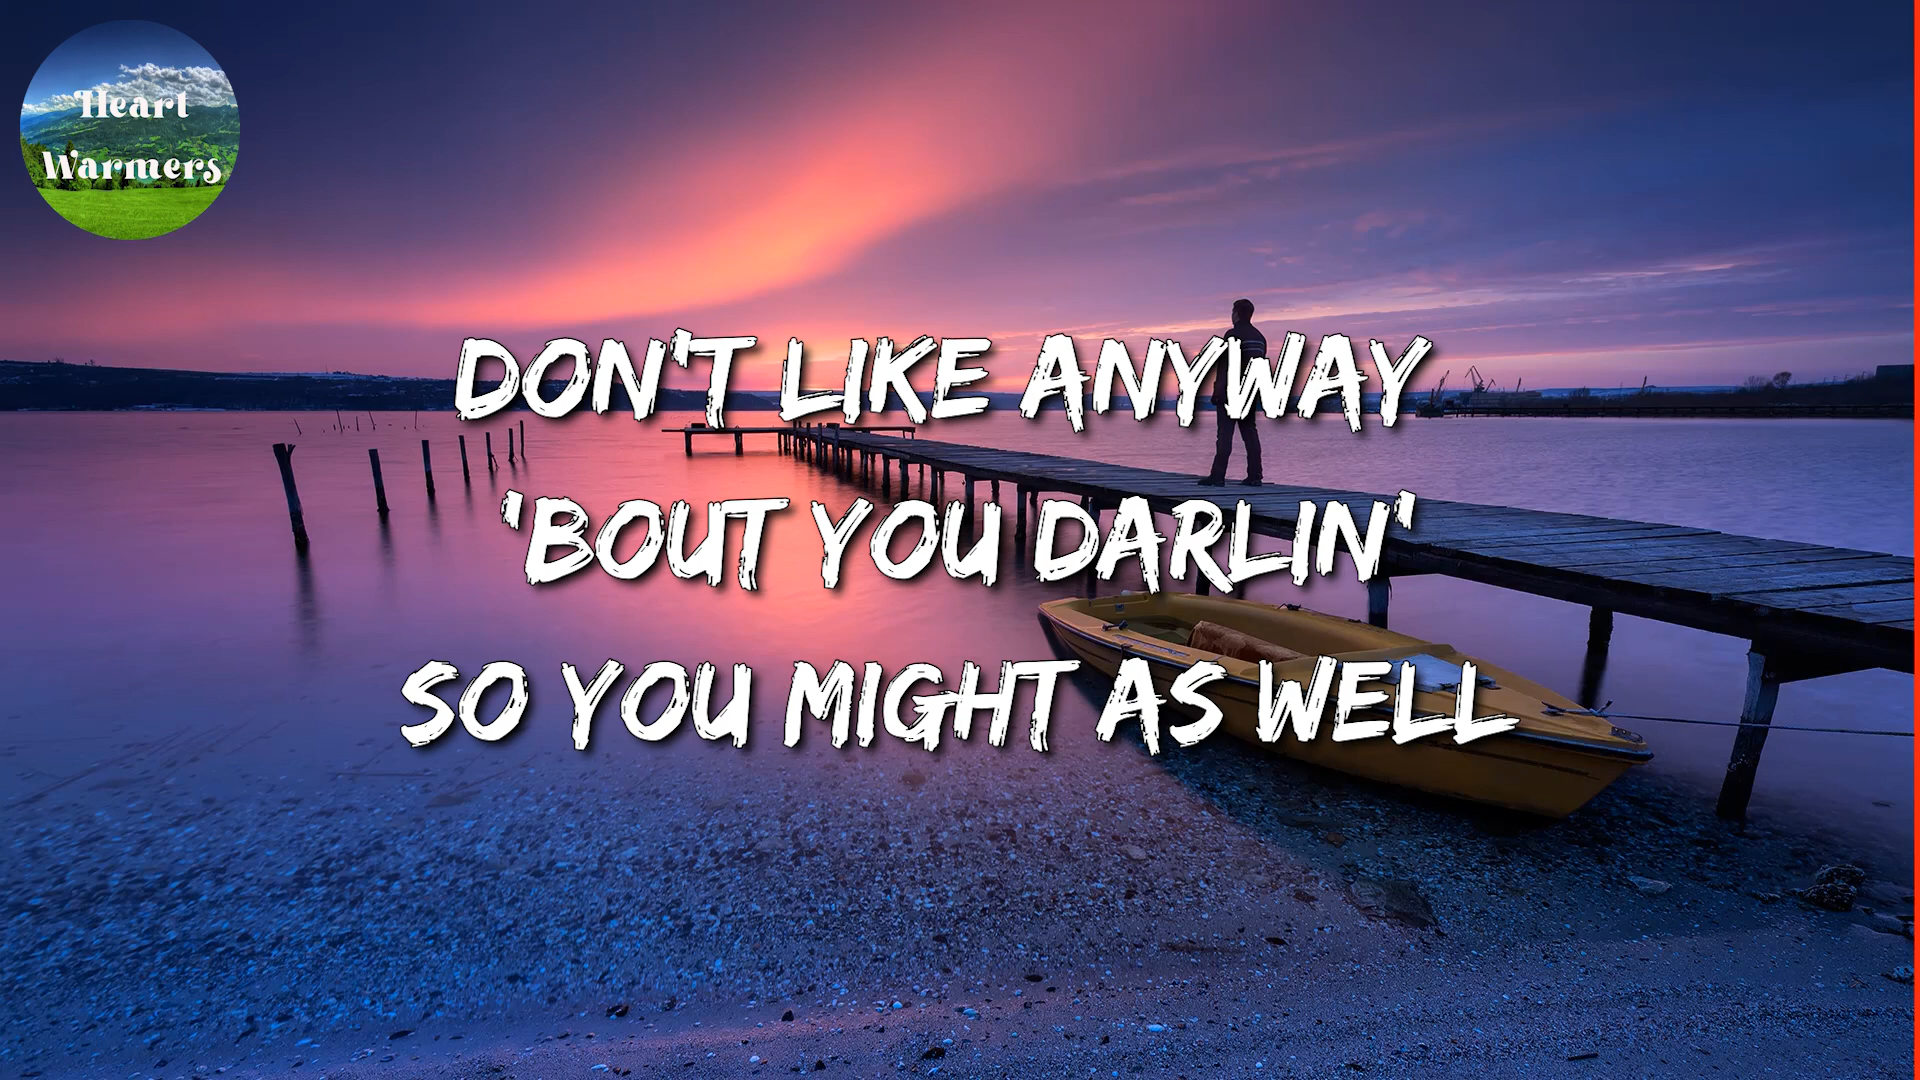 Heart
Warmers
DON'T LIKE ANYWAY
'BOUT YOU DARLIN'
SO YOU MIGHT AS WELL